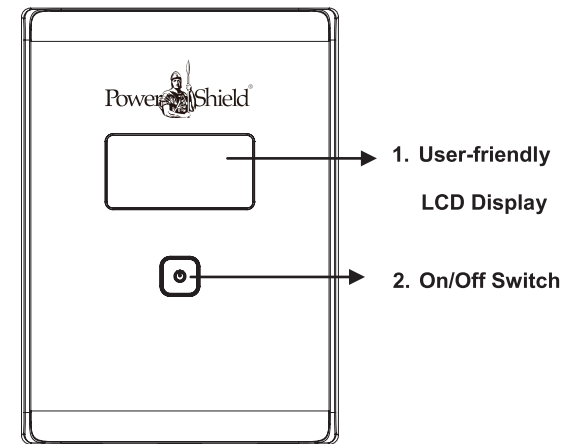 PowerShield®
1. User-friendly
LCD Display
2. On/Off Switch